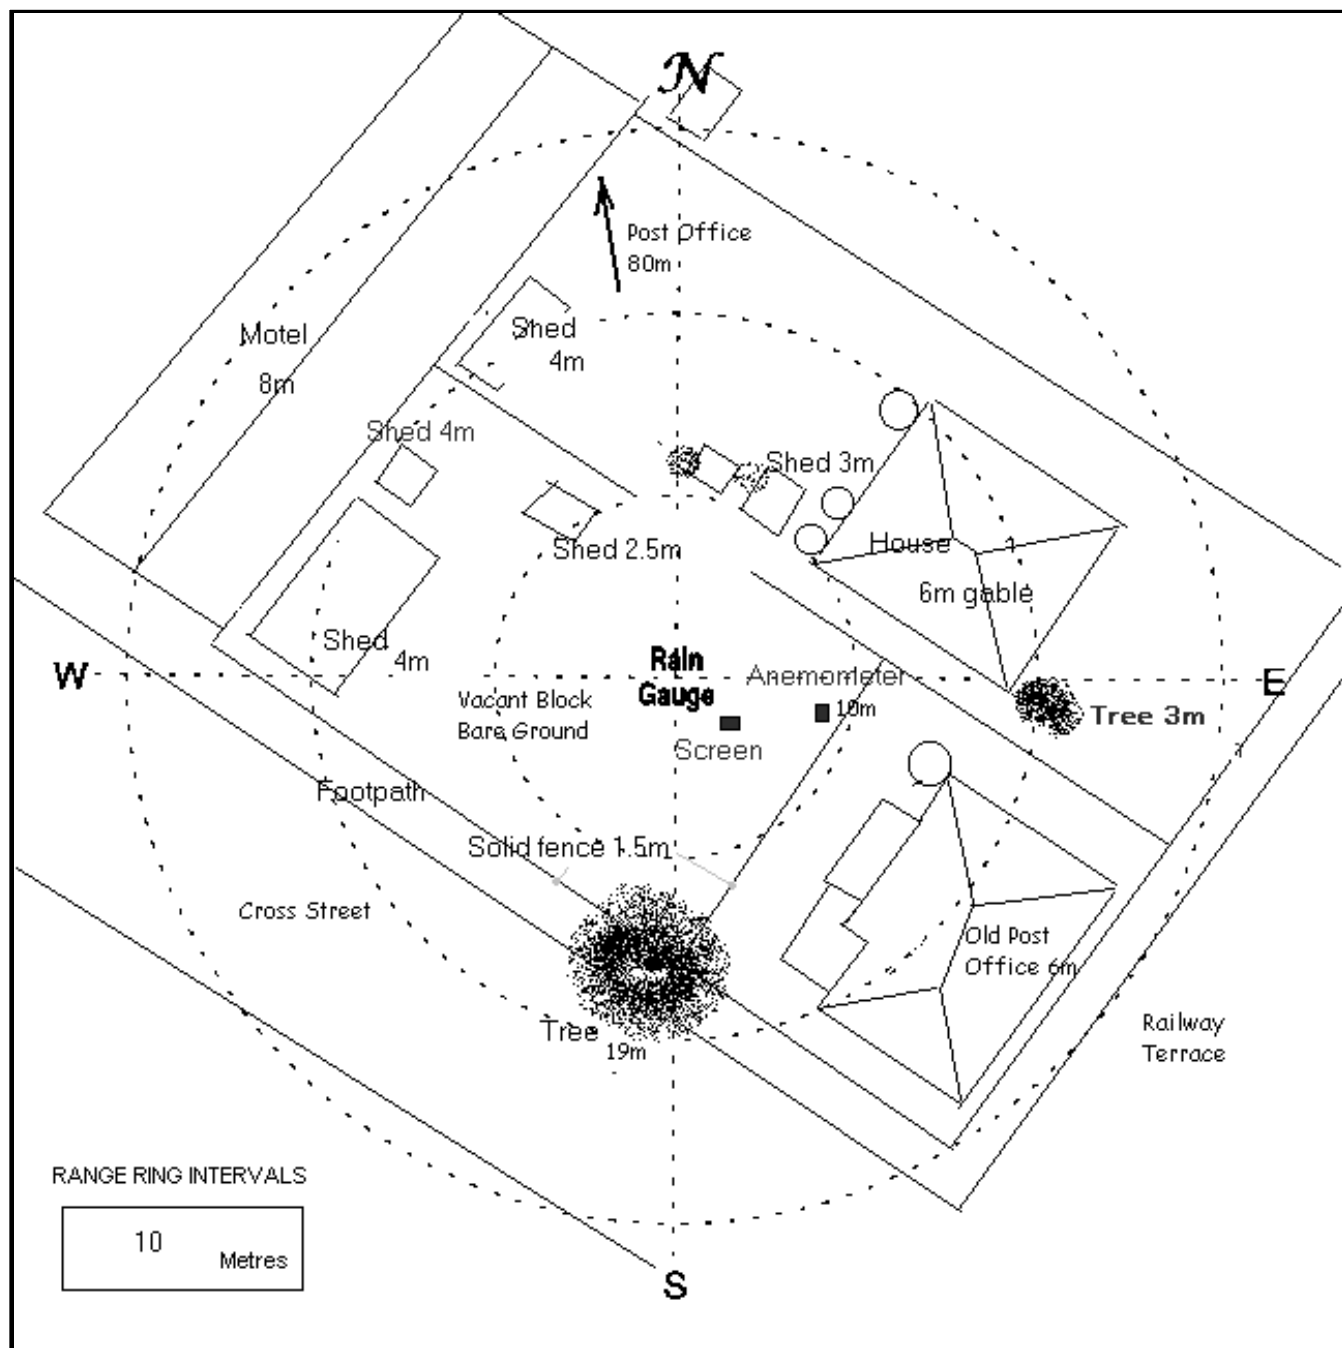 N
Post Office
80m
Motel
8m
Shed
4m
Shed 4m
Shed 3m
Shed 2.5m
House
6m gable
Shed
4m
W
Rain
Gauge
Anemometer
10m
E
Vacant Block
Bare Ground
Screen
Tree 3m
Footpath
Solid fence 1.5m
Cross Street
Old Post
Office 6m
Tree
19m
Railway
Terrace
RANGE RING INTERVALS
10
Metres
S